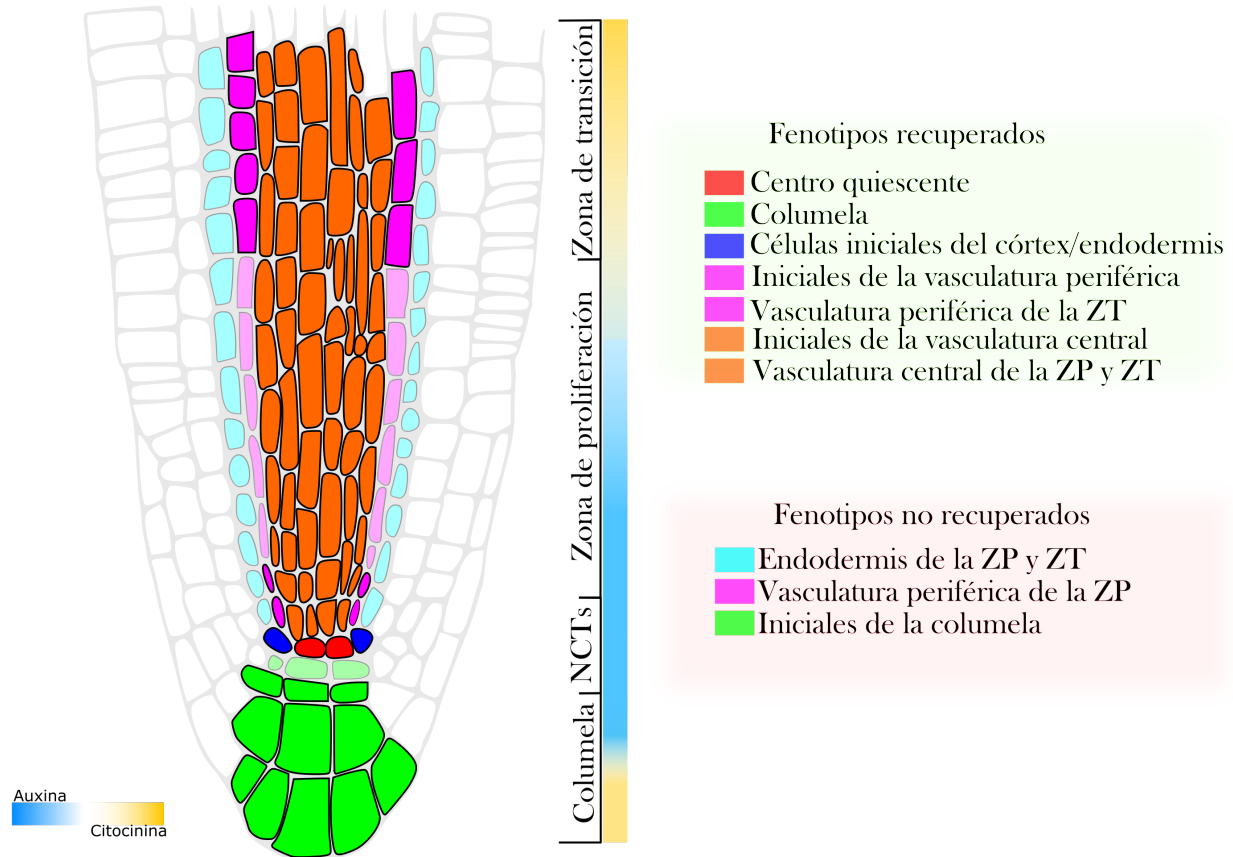 Zona de transición
Zona de proliferación
NCTs
Columela
Auxina
Citocinina
Fenotipos recuperados
Centro quiescente
Columela
Células iniciales del córtex/endodermis
Iniciales de la vasculatura periférica
Vasculatura periférica de la ZT
Iniciales de la vasculatura central
Vasculatura central de la ZP y ZT
Fenotipos no recuperados
Endodermis de la ZP y ZT
Vasculatura periférica de la ZP
Iniciales de la columela